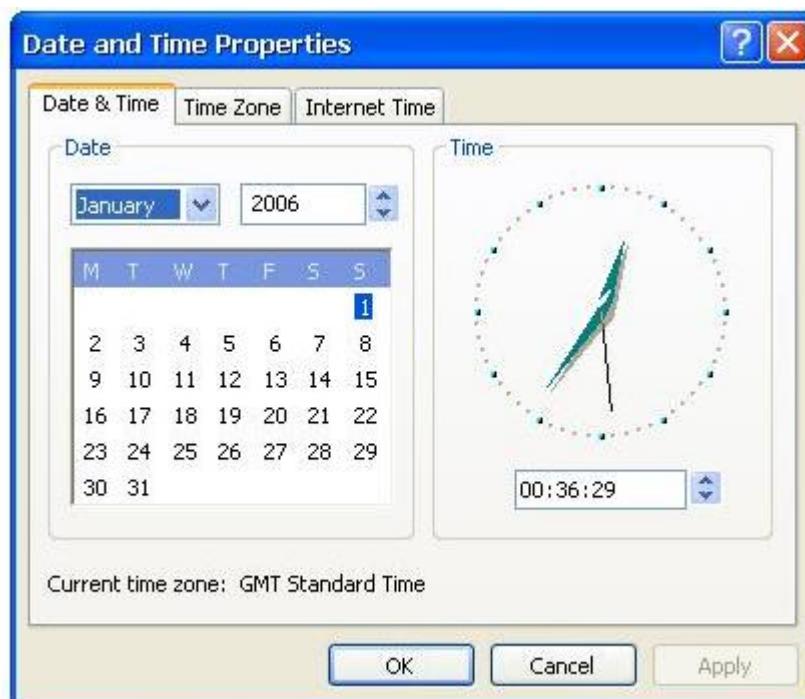 Date and Time Properties
Date & Time Time Zone Internet Time
Date
January 2006
M T W T F S S
1
2 3 4 5 6 7 8
9 10 11 12 13 14 15
16 17 18 19 20 21 22
23 24 25 26 27 28 29
30 31
Time
00:36:29
Current time zone: GMT Standard Time
OK Cancel Apply